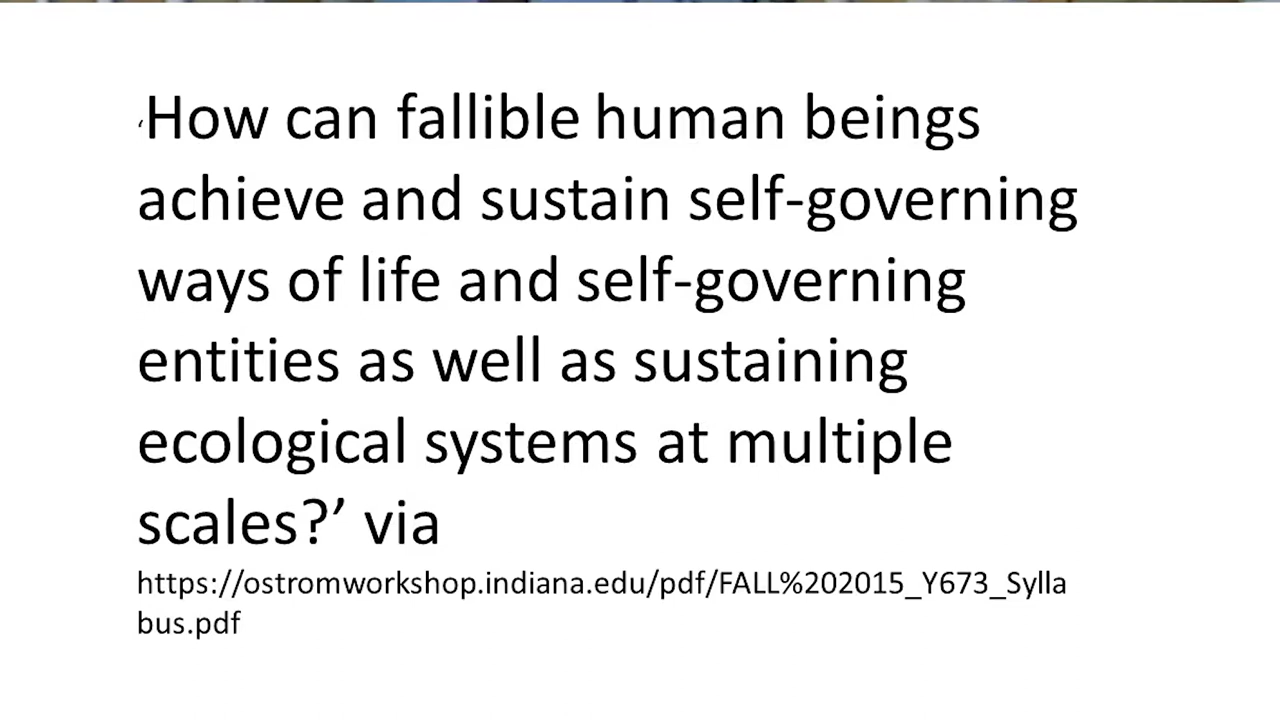 ‘How can fallible human beings
achieve and sustain self-governing
ways of life and self-governing
entities as well as sustaining
ecological systems at multiple
scales?’ via
https://ostromworkshop.indiana.edu/pdf/FALL%202015_Y673_Sylla
bus.pdf